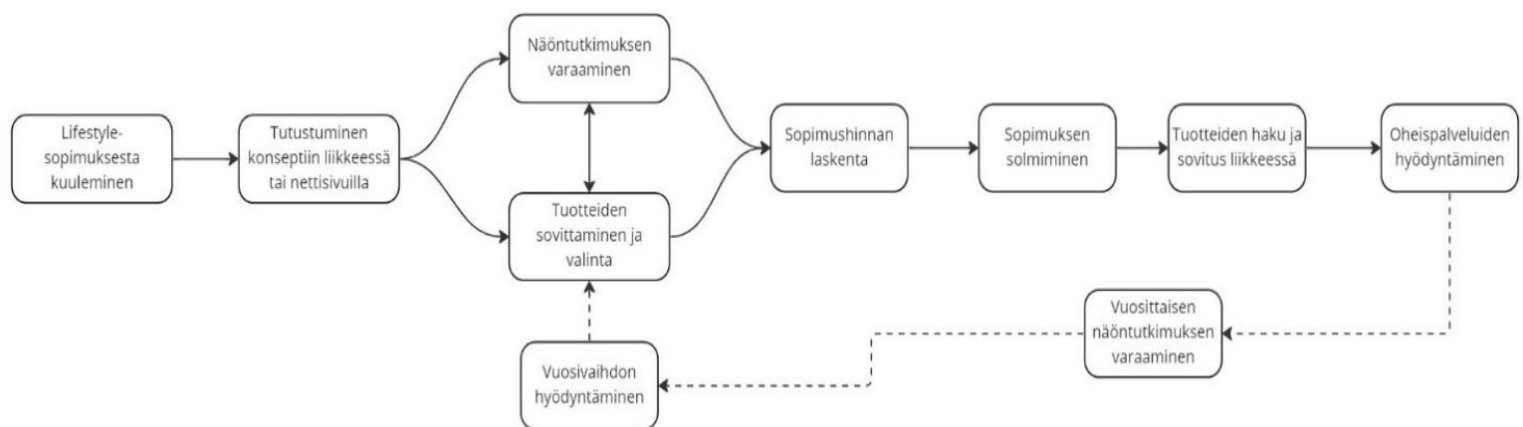 Lifestyle-
sopimuksesta
kuuleminen
Tutustuminen
konseptiin liikkeessä
tai nettisivuilla
Näöntutkimuksen
varaaminen
Tuotteiden
sovittaminen ja
valinta
Sopimushinnan
laskenta
Sopimuksen
solmiminen
Tuotteiden haku ja
sovitus liikkeessä
Oheispalveluiden
hyödyntäminen
Vuosittaisen
näöntutkimuksen
varaaminen
Vuosivaihdon
hyödyntäminen